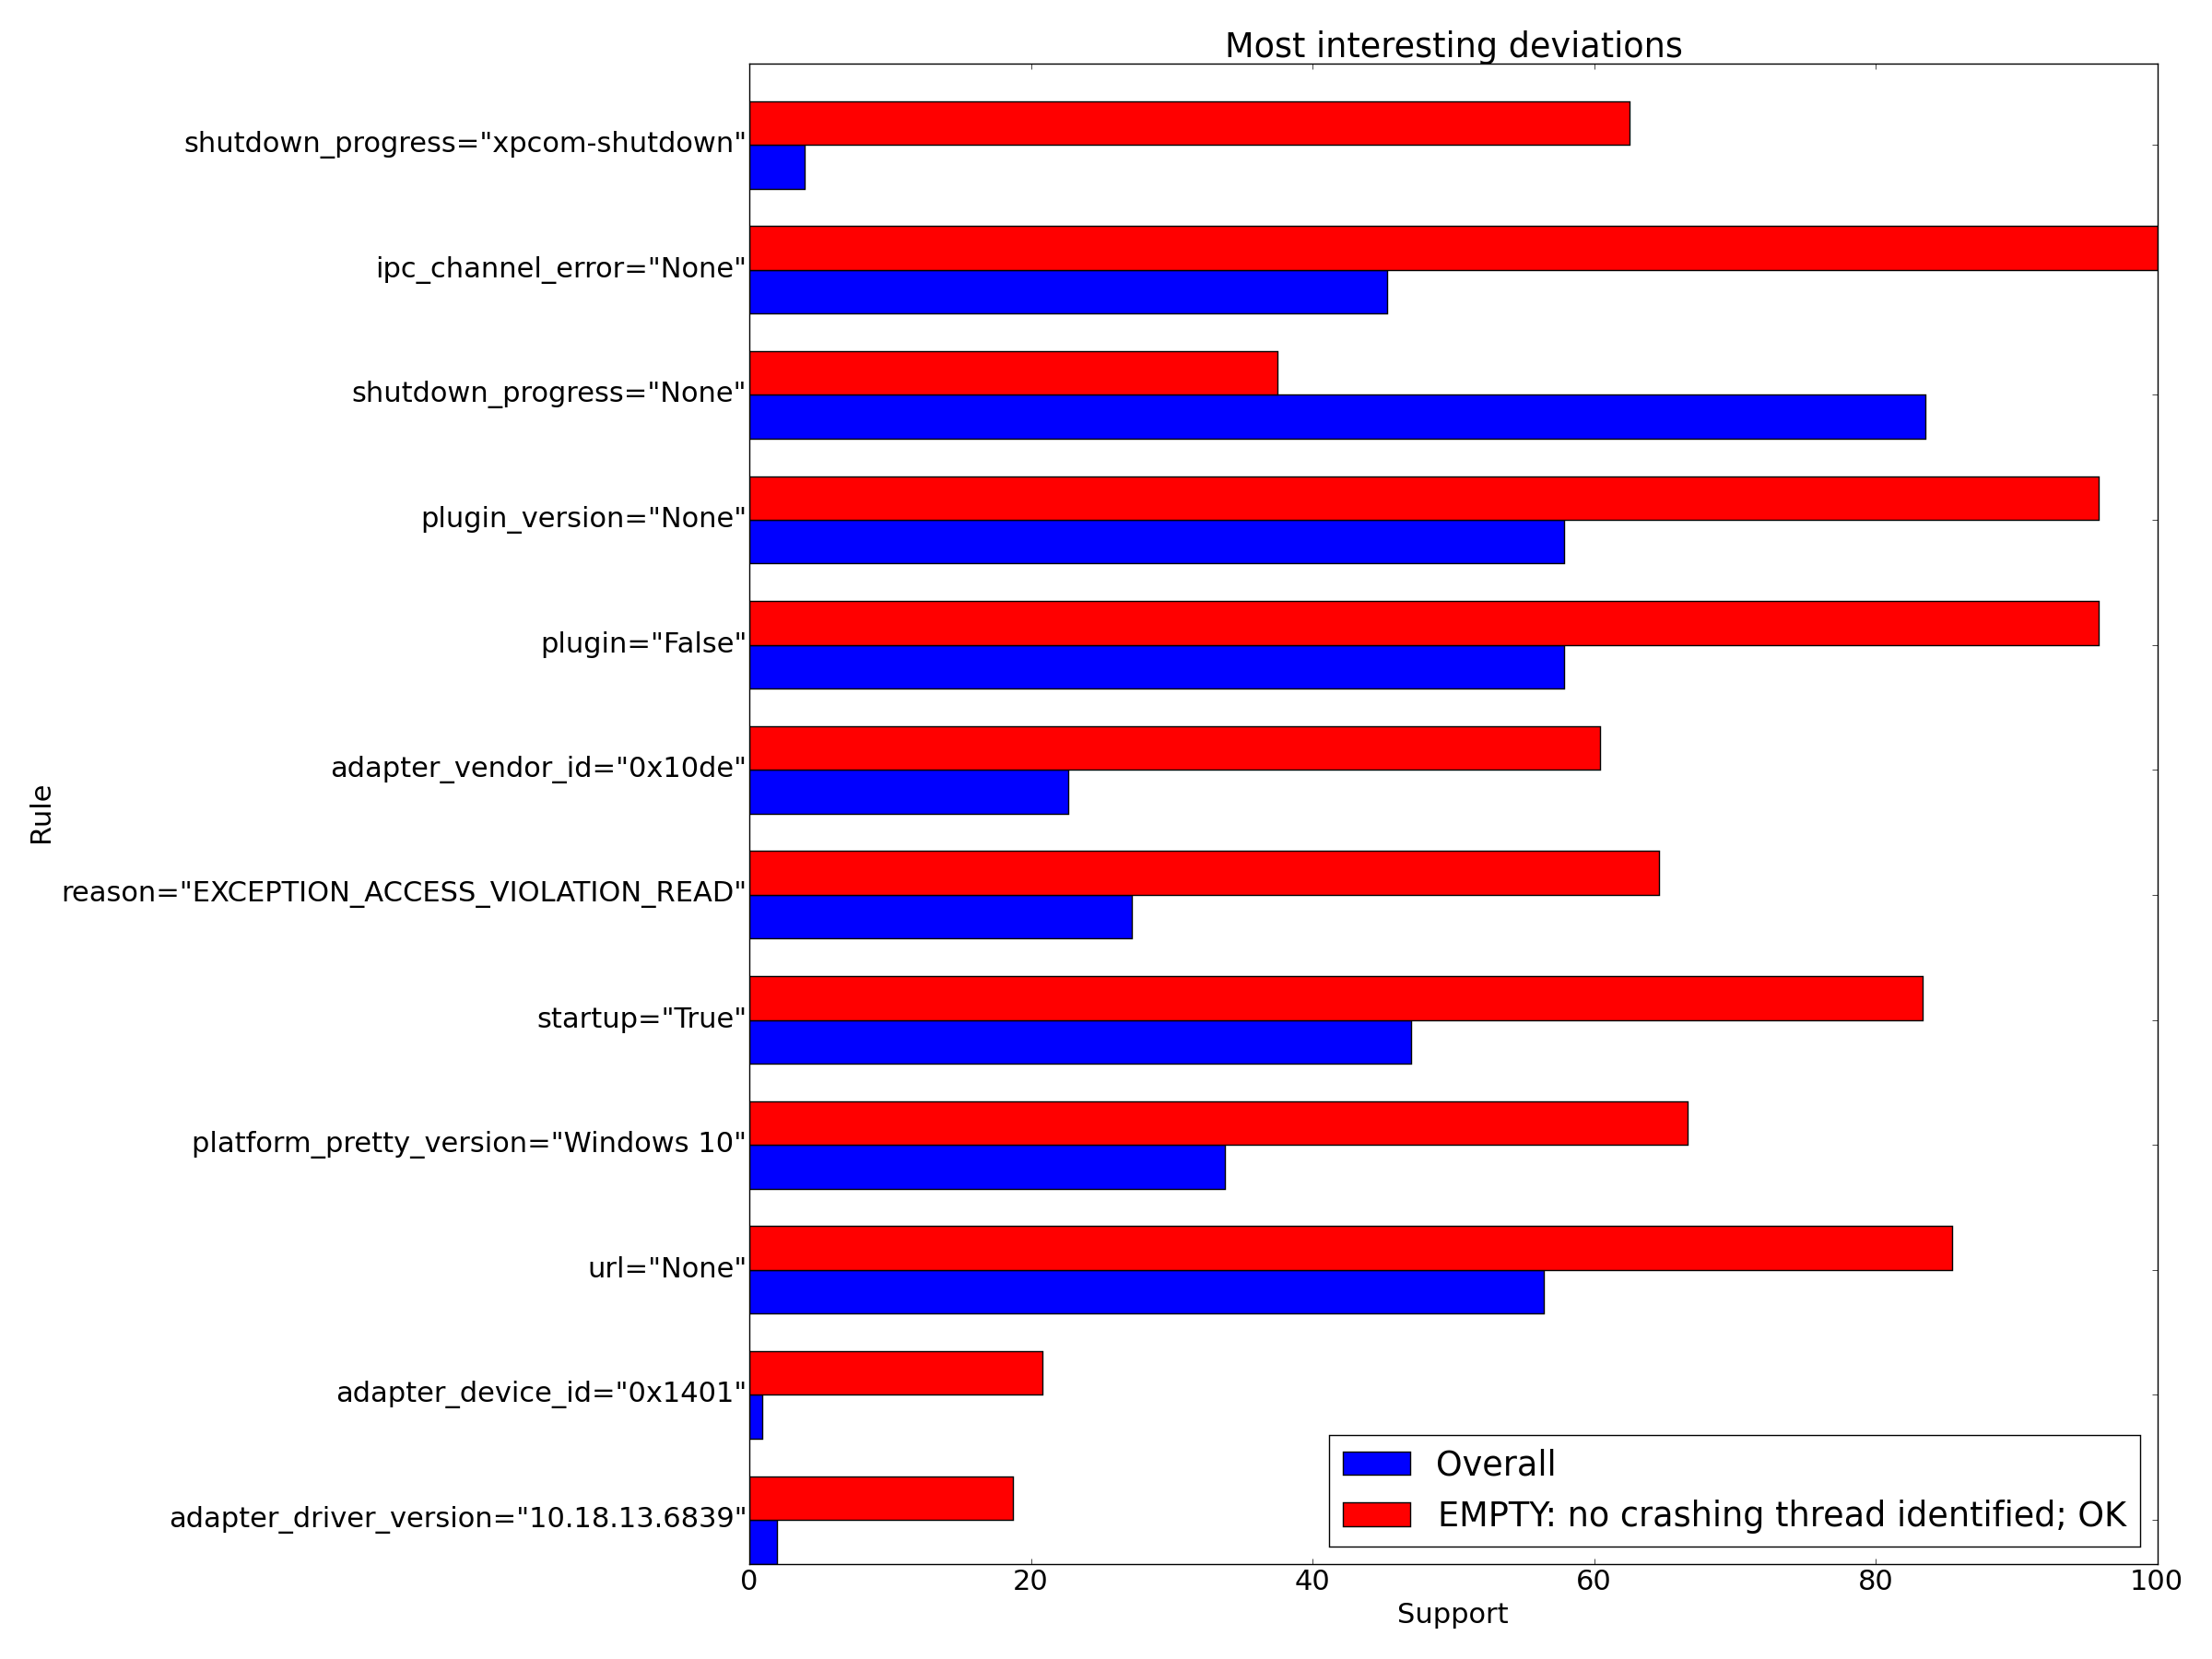 Most interesting deviations
shutdown_progress="xpcom-shutdown"
ipc_channel_error="None"
shutdown_progress="None"
plugin_version="None"
plugin="False"
adapter_vendor_id="0x10de"
Rule
reason="EXCEPTION_ACCESS_VIOLATION_READ"
startup="True"
platform_pretty_version="Windows 10"
url="None"
adapter_device_id="0x1401"
adapter_driver_version="10.18.13.6839"
Overall
EMPTY: no crashing thread identified; OK
0 20 40 60 80 100
Support